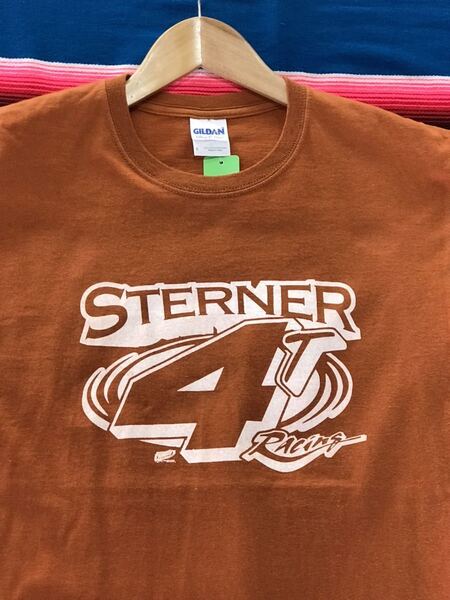 GILDAN
STERNER
4T
RACing